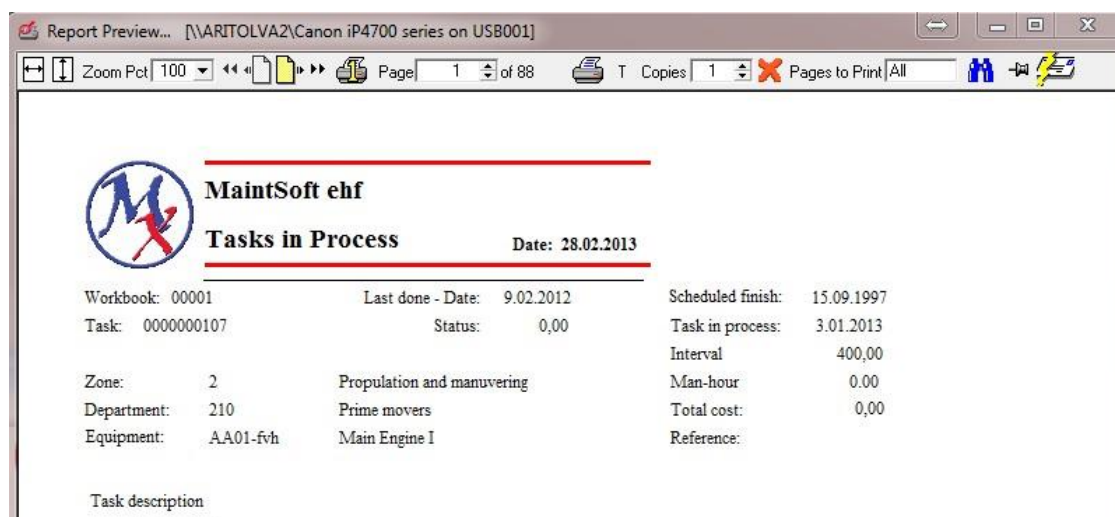 Report Preview... [\\ARITOLVA2\Canon iP4700 series on USB001]
Zoom Pct 100 Page 1 of 88 T Copies 1 Pages to Print All
MaintSoft ehf
Tasks in Process Date: 28.02.2013
Workbook: 00001 Last done - Date: 9.02.2012 Scheduled finish: 15.09.1997
Task: 0000000107 Status: 0,00 Task in process: 3.01.2013
Interval 400,00
Zone: 2 Propulation and manuvering Man-hour 0.00
Department: 210 Prime movers Total cost: 0,00
Equipment: AA01-fvh Main Engine I Reference:
Task description